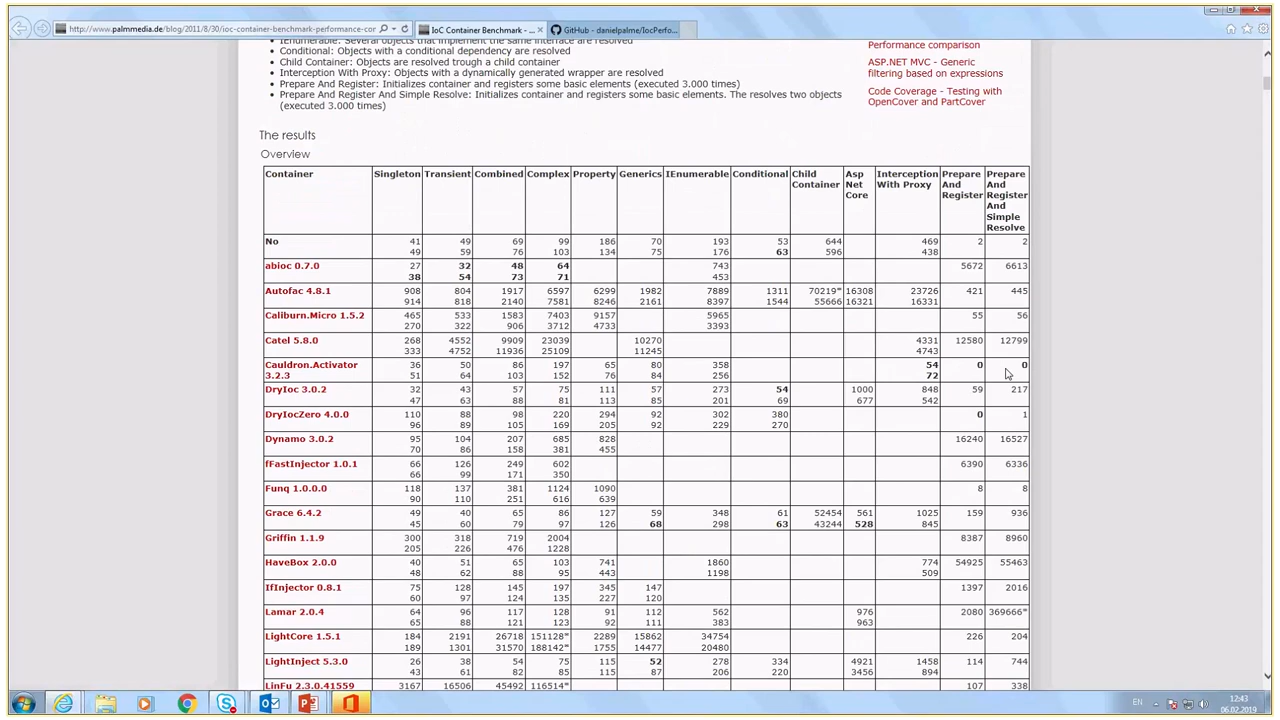 http://www.palmmedia.de/blog/2011/8/30/ioc-container-benchmark-performance-cor
IoC Container Benchmark - ...
GitHub - danielpalme/IocPerfo...
IEnumerable: Several objects that implement the same interface are resolved
Conditional: Objects with a conditional dependency are resolved
Child Container: Objects are resolved trough a child container
Interception With Proxy: Objects with a dynamically generated wrapper are resolved
Prepare And Register: Initializes container and registers some basic elements (executed 3.000 times)
Prepare And Register And Simple Resolve: Initializes container and registers some basic elements. The resolves two objects
(executed 3.000 times)
Performance comparison
ASP.NET MVC - Generic
filtering based on expressions
Code Coverage - Testing with
OpenCover and PartCover
The results
Overview
Container Singleton Transient Combined Complex Property Generics IEnumerable Conditional Child Asp Interception Prepare Prepare
Container Net With Proxy And And
Core Register Register
And
Simple
Resolve
No 41 49 69 99 186 70 193 53 644 469 2 2
49 59 76 103 134 75 176 63 596 438
abioc 0.7.0 27 32 48 64 743 5672 6613
38 54 73 71 453
Autofac 4.8.1 908 804 1917 6597 6299 1982 7889 1311 70219* 16308 23726 421 445
914 818 2140 7581 8246 2161 8397 1544 55666 16321 16331
Caliburn.Micro 1.5.2 465 533 1583 7403 9157 5965 55 56
270 322 906 3712 4733 3393
Catel 5.8.0 268 4552 9909 23039 10270 4331 12580 12799
333 4752 11936 25109 11245 4743
Cauldron.Activator 36 50 86 197 65 80 358 54 0 0
3.2.3 51 64 103 152 76 84 256 72
DryIoc 3.0.2 32 43 57 75 111 57 273 54 1000 848 59 217
47 63 88 81 113 85 201 69 677 542
DryIocZero 4.0.0 110 88 98 220 294 92 302 380 0 1
96 89 105 169 205 92 229 270
Dynamo 3.0.2 95 104 207 685 828 16240 16527
70 86 158 381 455
fFastInjector 1.0.1 66 126 249 602 6390 6336
66 99 171 350
Funq 1.0.0.0 118 137 381 1124 1090 8 8
90 110 251 616 639
Grace 6.4.2 49 40 65 86 127 59 348 61 52454 561 1025 159 936
45 60 79 97 126 68 298 63 43244 528 845
Griffin 1.1.9 300 318 719 2004 8387 8960
205 226 476 1228
HaveBox 2.0.0 40 51 65 103 741 1860 774 54925 55463
48 62 88 95 443 1198 509
IfInjector 0.8.1 75 128 145 197 345 147 1397 2016
60 97 124 135 227 120
Lamar 2.0.4 64 96 117 128 91 112 562 976 2080 369666*
65 88 121 123 92 111 383 963
LightCore 1.5.1 184 2191 26718 151128* 2289 15862 34754 226 204
189 1301 31570 188142* 1755 14477 20480
LightInject 5.3.0 26 38 54 75 115 52 278 334 4921 1458 114 744
43 61 82 85 115 87 206 220 3456 894
LinFu 2.3.0.41559 3167 16506 45492 116514* 107 338
EN
12:43
06.02.2019